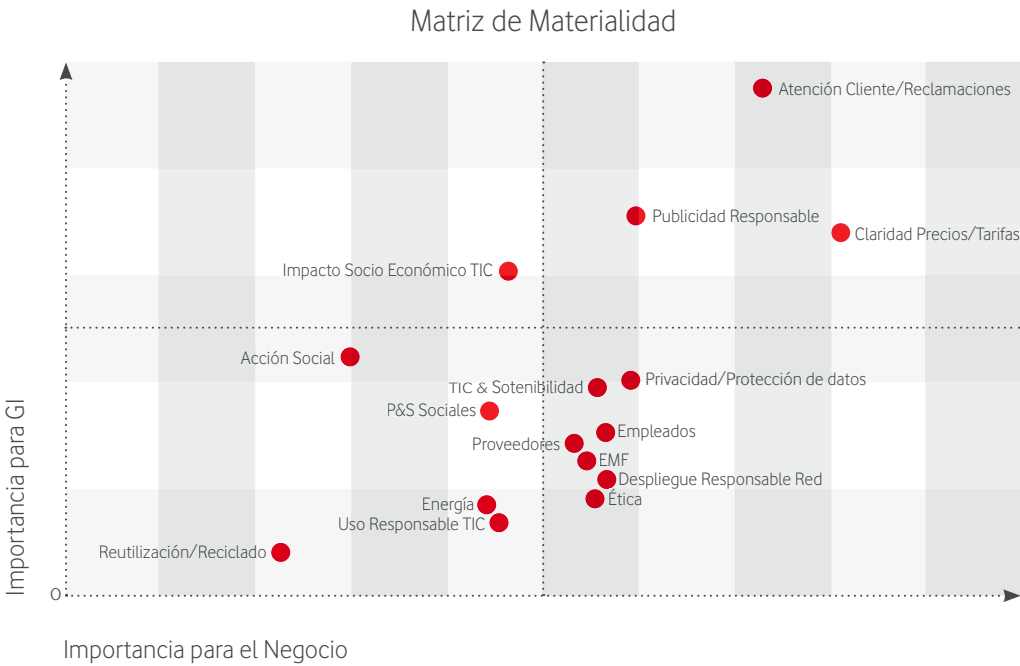 Matriz de Materialidad
Atención Cliente/Reclamaciones
Publicidad Responsable
Claridad Precios/Tarifas
Impacto Socio Económico TIC
Acción Social
Privacidad/Protección de datos
TIC & Sotenibilidad
P&S Sociales
Empleados
Proveedores
EMF
Despliegue Responsable Red
Ética
Energía
Uso Responsable TIC
Reutilización/Reciclado
Importancia para GI
0
Importancia para el Negocio